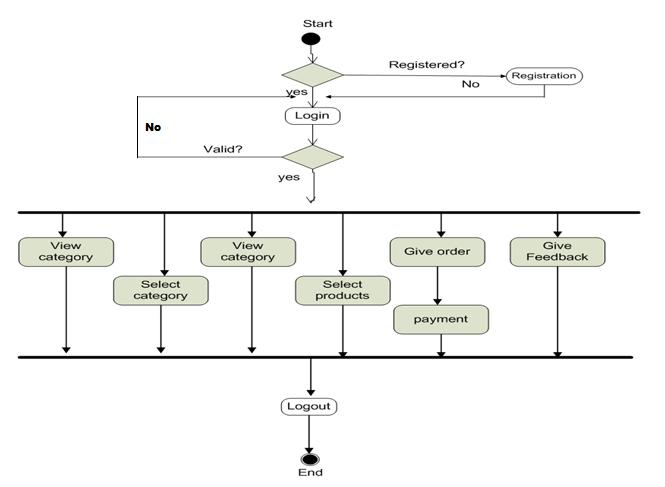 Start
Registered?
Registration
No
yes
Login
No
Valid?
yes
View
category
Select
category
View
category
Select
products
Give order
payment
Give
Feedback
Logout
End